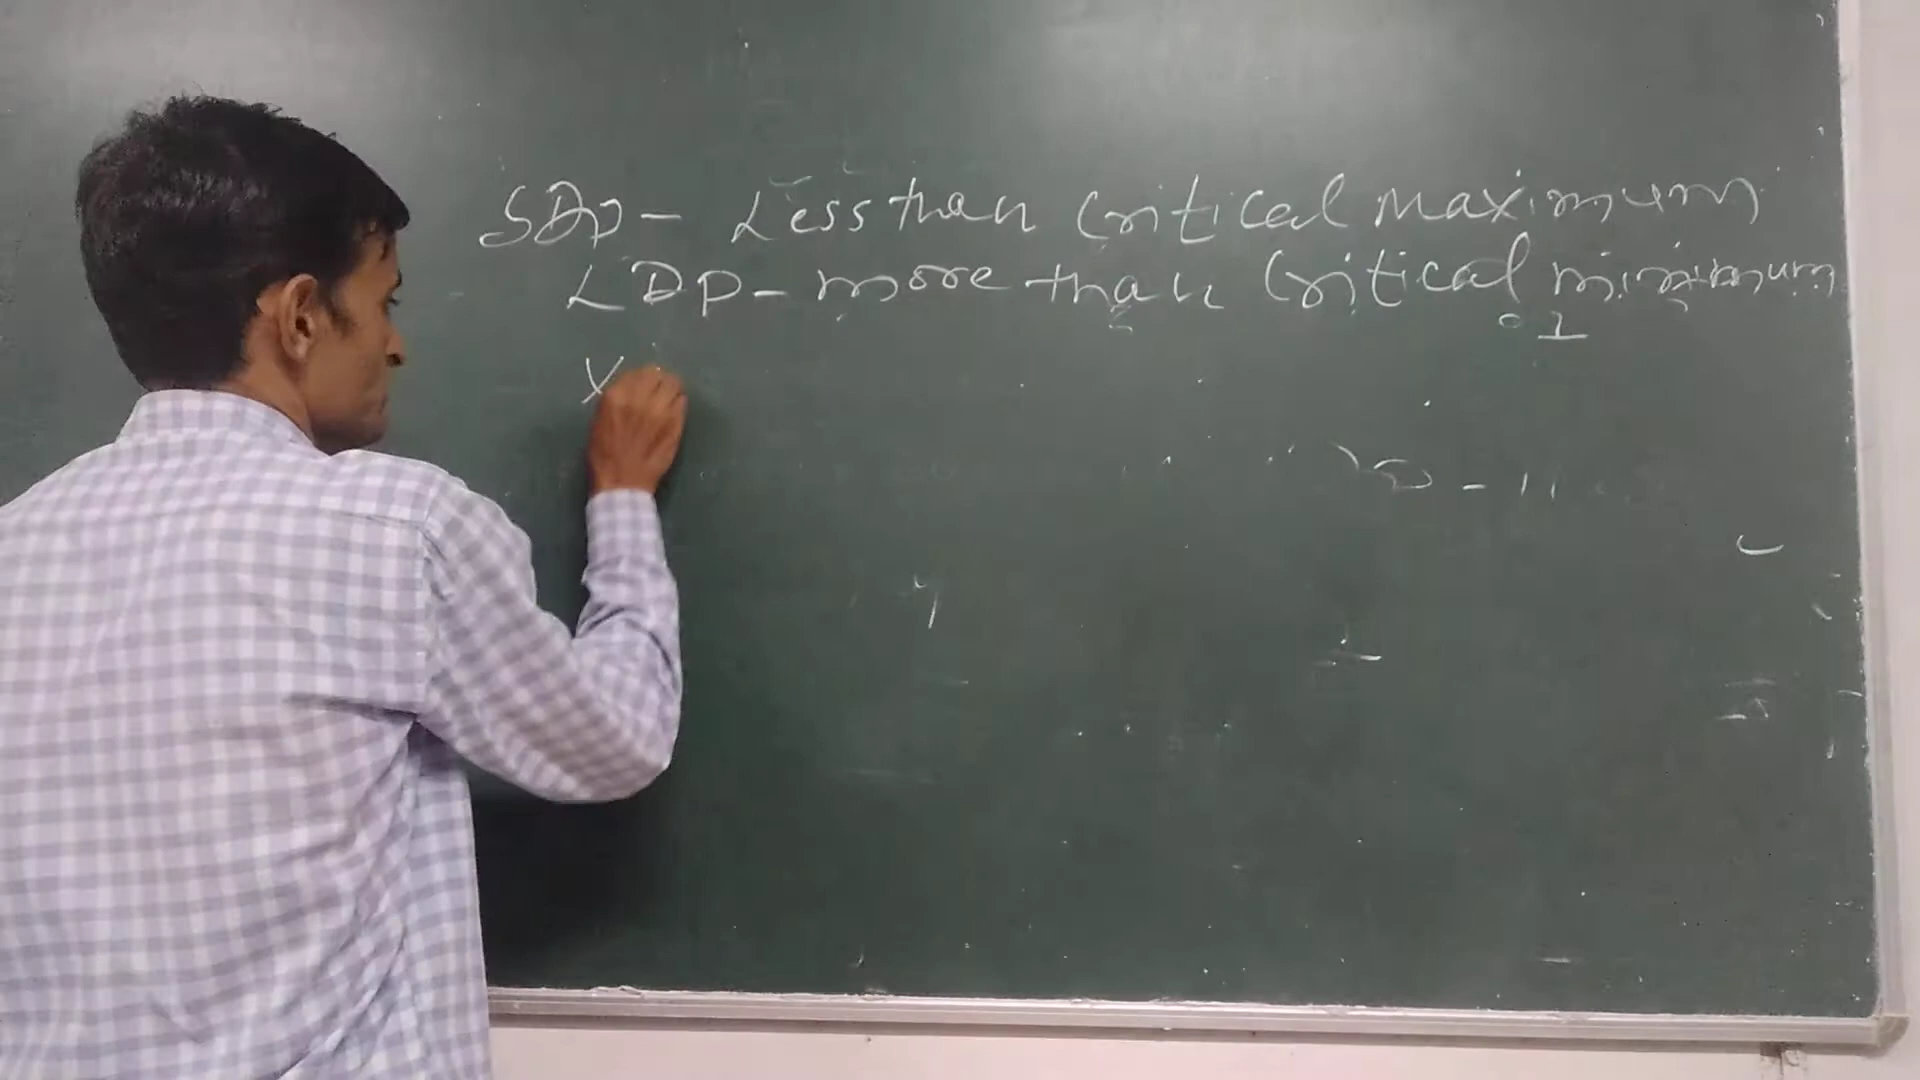 SDP - Less than Critical Maximum
LDP - more than Critical minimum
X